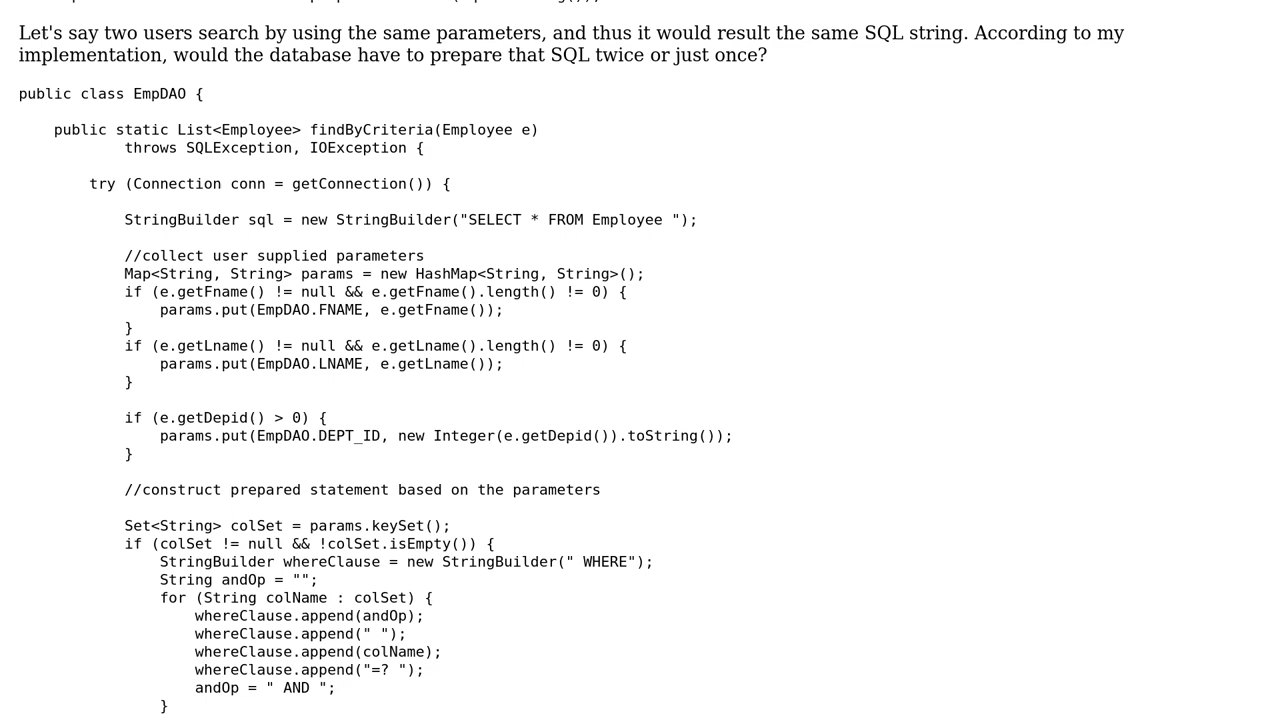 Let's say two users search by using the same parameters, and thus it would result the same SQL string. According to my
implementation, would the database have to prepare that SQL twice or just once?
public class EmpDAO {
    public static List<Employee> findByCriteria(Employee e)
            throws SQLException, IOException {
        try (Connection conn = getConnection()) {
            StringBuilder sql = new StringBuilder("SELECT * FROM Employee ");
            //collect user supplied parameters
            Map<String, String> params = new HashMap<String, String>();
            if (e.getFname() != null && e.getFname().length() != 0) {
                params.put(EmpDAO.FNAME, e.getFname());
            }
            if (e.getLname() != null && e.getLname().length() != 0) {
                params.put(EmpDAO.LNAME, e.getLname());
            }
            if (e.getDepid() > 0) {
                params.put(EmpDAO.DEPT_ID, new Integer(e.getDepid()).toString());
            }
            //construct prepared statement based on the parameters
            Set<String> colSet = params.keySet();
            if (colSet != null && !colSet.isEmpty()) {
                StringBuilder whereClause = new StringBuilder(" WHERE");
                String andOp = "";
                for (String colName : colSet) {
                    whereClause.append(andOp);
                    whereClause.append(" ");
                    whereClause.append(colName);
                    whereClause.append("=? ");
                    andOp = " AND ";
                }